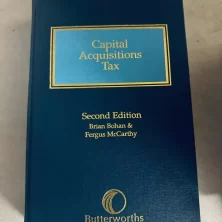 Capital
Acquisitions
Tax
Second Edition
Brian Bohan &
Fergus McCarthy
Butterworths